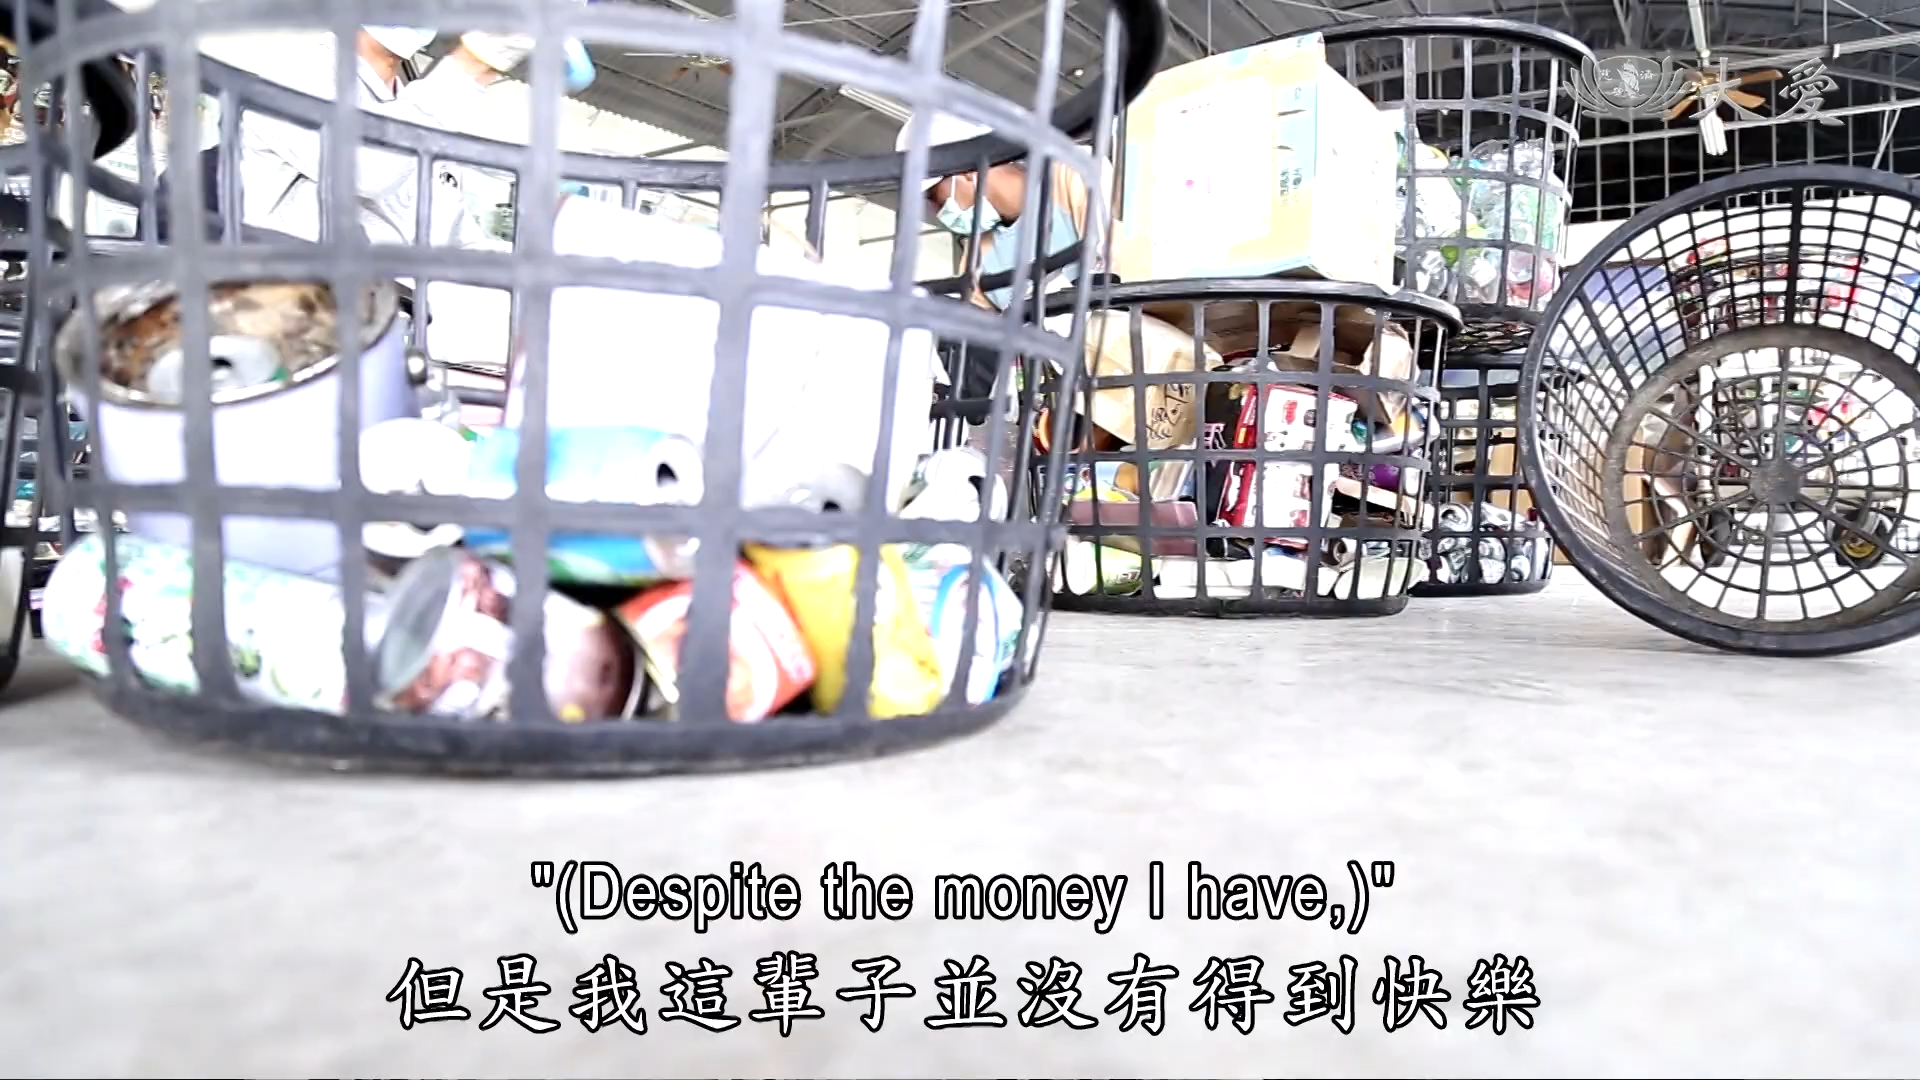 大愛
"(Despite the money I have,)"
但是我這輩子並沒有得到快樂